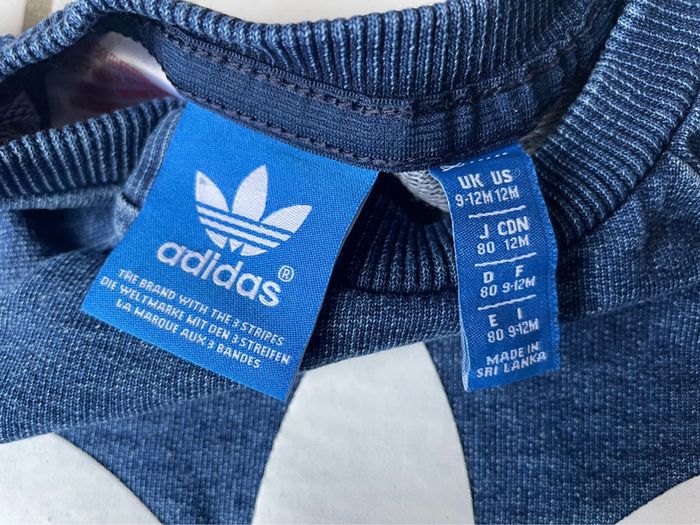 adidas®
THE BRAND WITH THE 3 STRIPES
DIE WELTMARKE MIT DEN 3 STREIFEN
LA MARQUE AUX 3 BANDES
UK US
9-12M 12M
J CDN
80 12M
D F
80 9-12M
E I
80 9-12M
MADE IN
SRI LANKA